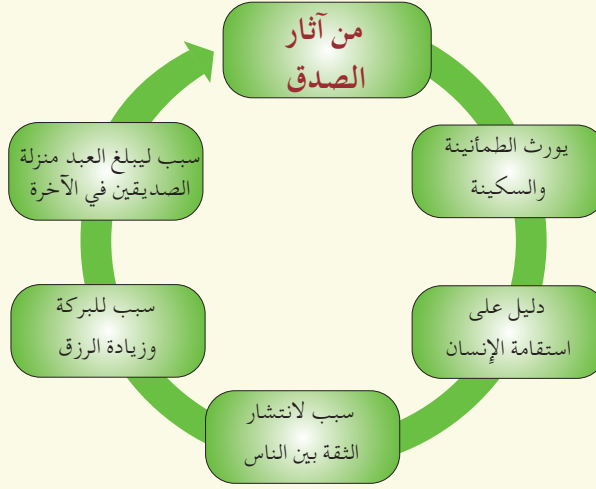 من آثار
الصدق
يورث الطمأنينة
والسكينة
دليل على
استقامة الإنسان
سبب لانتشار
الثقة بين الناس
سبب للبركة
وزيادة الرزق
سبب ليبلغ العبد منزلة
الصديقين في الآخرة